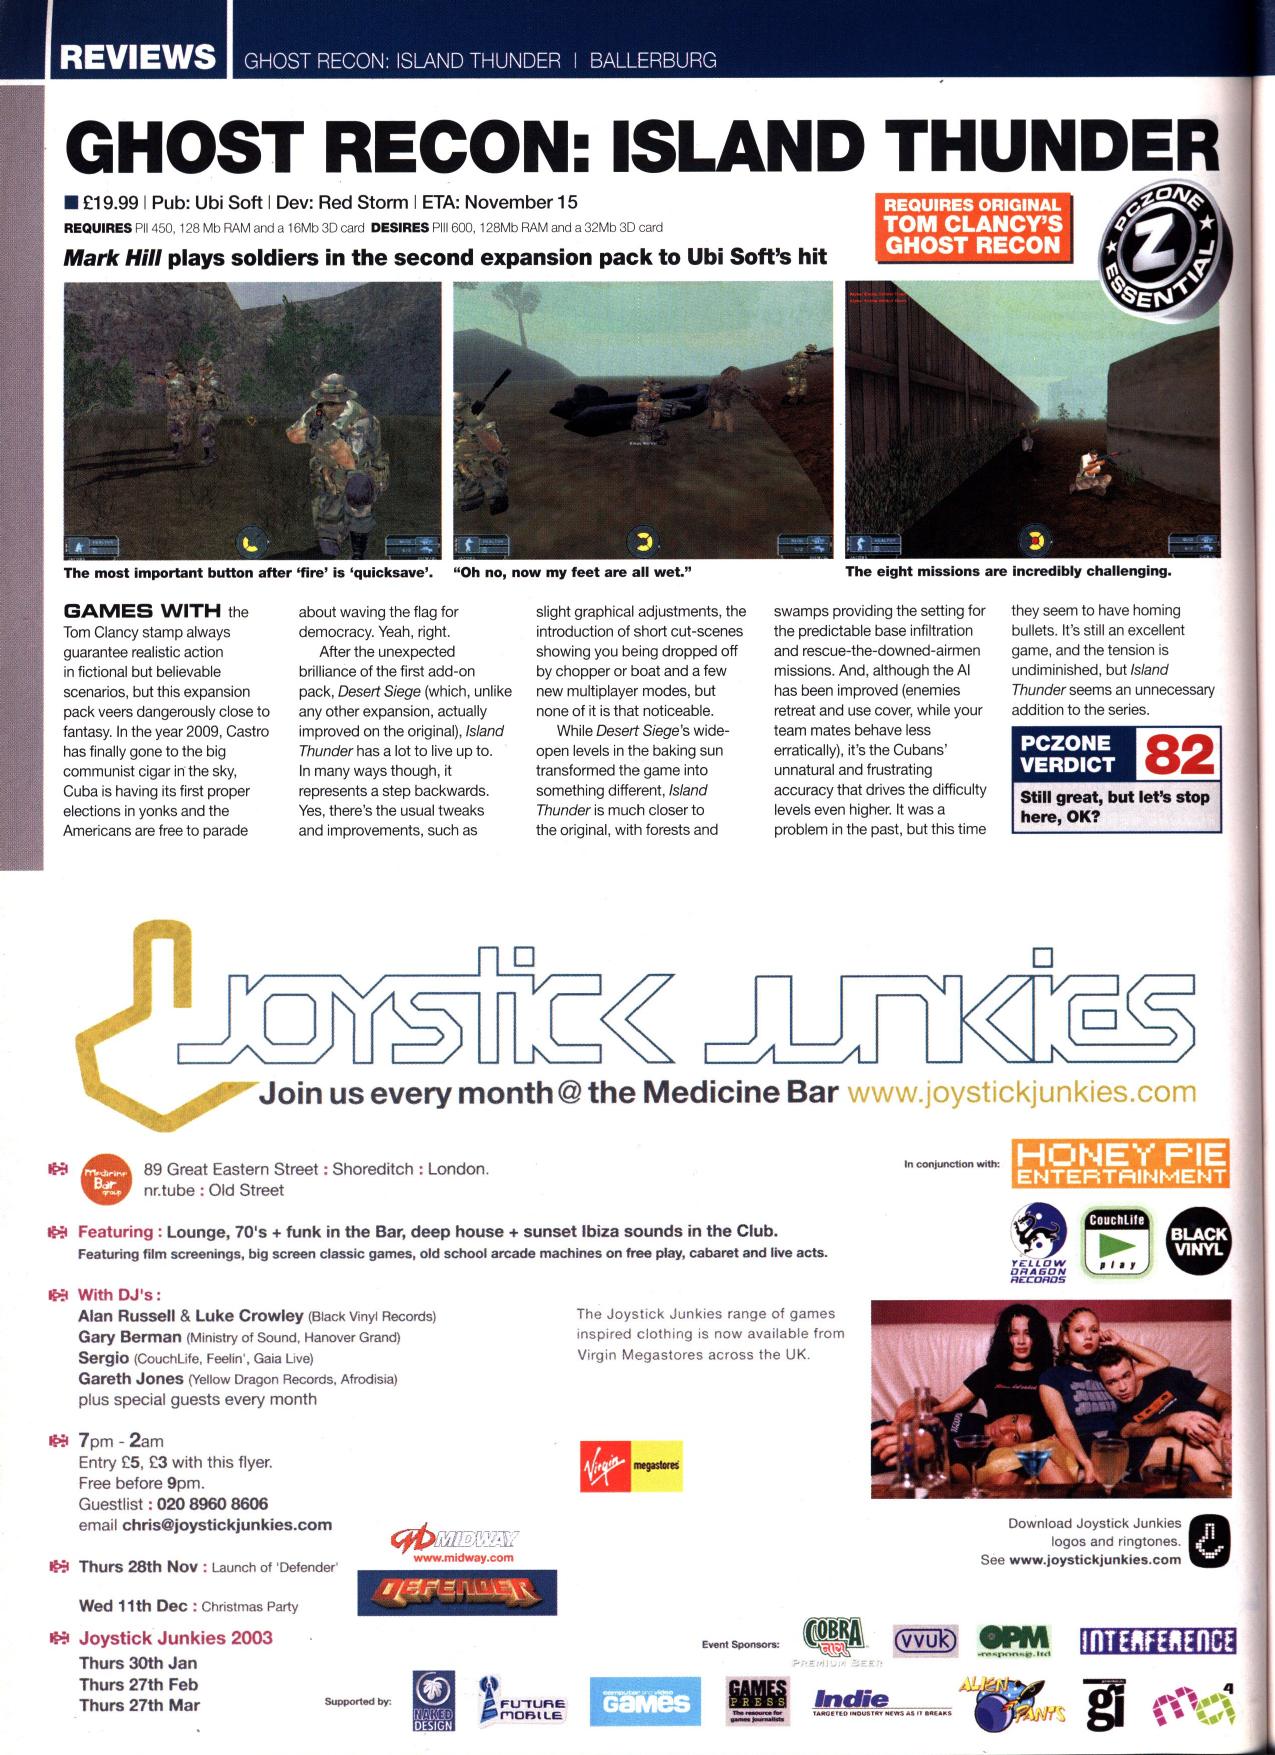 REVIEWS
GHOST RECON: ISLAND THUNDER | BALLERBURG
GHOST RECON: ISLAND THUNDER
£19.99 | Pub: Ubi Soft | Dev: Red Storm | ETA: November 15
REQUIRES PII 450, 128 Mb RAM and a 16Mb 3D card DESIRES PIII 600, 128Mb RAM and a 32Mb 3D card
Mark Hill plays soldiers in the second expansion pack to Ubi Soft's hit
REQUIRES ORIGINAL
TOM CLANCY'S
GHOST RECON
PCZONE
Z
ESSENTIAL
The most important button after 'fire' is 'quicksave'.
"Oh no, now my feet are all wet."
The eight missions are incredibly challenging.
GAMES WITH the
Tom Clancy stamp always
guarantee realistic action
in fictional but believable
scenarios, but this expansion
pack veers dangerously close to
fantasy. In the year 2009, Castro
has finally gone to the big
communist cigar in the sky,
Cuba is having its first proper
elections in yonks and the
Americans are free to parade
about waving the flag for
democracy. Yeah, right.
After the unexpected
brilliance of the first add-on
pack, Desert Siege (which, unlike
any other expansion, actually
improved on the original), Island
Thunder has a lot to live up to.
In many ways though, it
represents a step backwards.
Yes, there's the usual tweaks
and improvements, such as
slight graphical adjustments, the
introduction of short cut-scenes
showing you being dropped off
by chopper or boat and a few
new multiplayer modes, but
none of it is that noticeable.
While Desert Siege's wide-
open levels in the baking sun
transformed the game into
something different, Island
Thunder is much closer to
the original, with forests and
swamps providing the setting for
the predictable base infiltration
and rescue-the-downed-airmen
missions. And, although the AI
has been improved (enemies
retreat and use cover, while your
team mates behave less
erratically), it's the Cubans'
unnatural and frustrating
accuracy that drives the difficulty
levels even higher. It was a
problem in the past, but this time
they seem to have homing
bullets. It's still an excellent
game, and the tension is
undiminished, but Island
Thunder seems an unnecessary
addition to the series.
PCZONE
VERDICT
82
Still great, but let's stop
here, OK?
JOYSTICK JUNKIES
Join us every month @ the Medicine Bar www.joystickjunkies.com
Medicine
Bar
group
89 Great Eastern Street : Shoreditch : London.
nr.tube : Old Street
In conjunction with:
HONEY PIE
ENTERTAINMENT
Featuring : Lounge, 70's + funk in the Bar, deep house + sunset Ibiza sounds in the Club.
Featuring film screenings, big screen classic games, old school arcade machines on free play, cabaret and live acts.
YELLOW
DRAGON
RECORDS
CouchLife
play
BLACK
VINYL
With DJ's :
Alan Russell & Luke Crowley (Black Vinyl Records)
Gary Berman (Ministry of Sound, Hanover Grand)
Sergio (CouchLife, Feelin', Gaia Live)
Gareth Jones (Yellow Dragon Records, Afrodisia)
plus special guests every month
The Joystick Junkies range of games
inspired clothing is now available from
Virgin Megastores across the UK.
Virgin megastores
7pm - 2am
Entry £5, £3 with this flyer.
Free before 9pm.
Guestlist : 020 8960 8606
email chris@joystickjunkies.com
Download Joystick Junkies
logos and ringtones.
See www.joystickjunkies.com
MIDWAY
www.midway.com
DEFENDER
Thurs 28th Nov : Launch of 'Defender'
Wed 11th Dec : Christmas Party
Joystick Junkies 2003
Thurs 30th Jan
Thurs 27th Feb
Thurs 27th Mar
Event Sponsors:
COBRA
PREMIUM BEER
VVUK
OPM
response.ltd
INTERFERENCE
Supported by:
NAKED
DESIGN
FUTURE
MOBILE
computer and video
GAMES
GAMES
PRESS
The resource for
games journalists
Indie
TARGETED INDUSTRY NEWS AS IT BREAKS
ALIEN
PANTS
gi